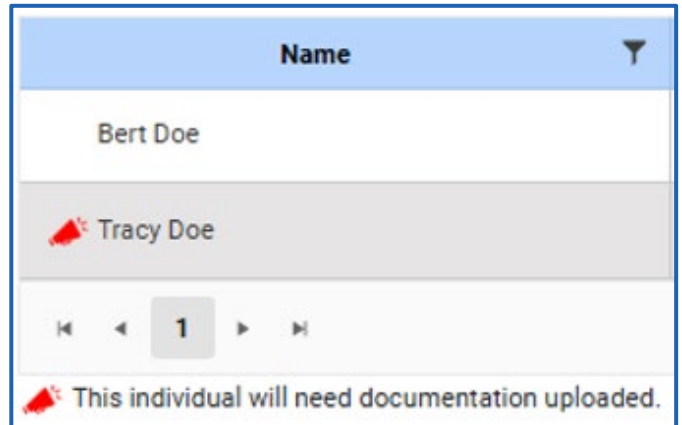 Name
Bert Doe
Tracy Doe
1
This individual will need documentation uploaded.